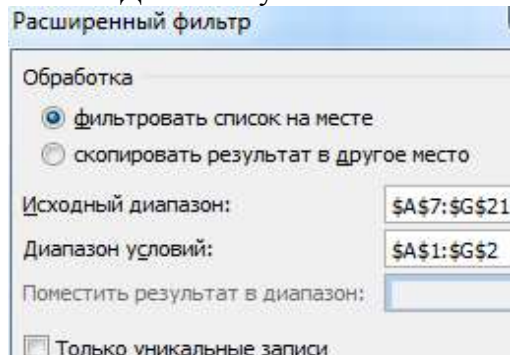 Расширенный фильтр
Обработка
фильтровать список на месте
скопировать результат в другое место
Исходный диапазон: $A$7:$G$21
Диапазон условий: $A$1:$G$2
Поместить результат в диапазон:
Только уникальные записи